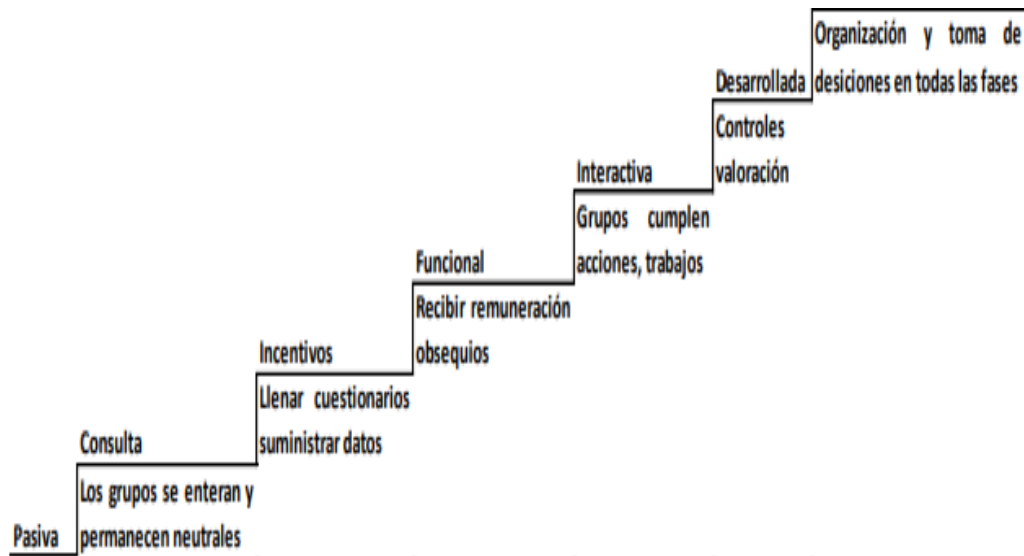 Organización y toma de
Desarrollada desiciones en todas las fases
Controles
Interactiva valoración
Grupos cumplen
Funcional acciones, trabajos
Recibir remuneración
Incentivos obsequios
Llenar cuestionarios
Consulta suministrar datos
Los grupos se enteran y
Pasiva permanecen neutrales